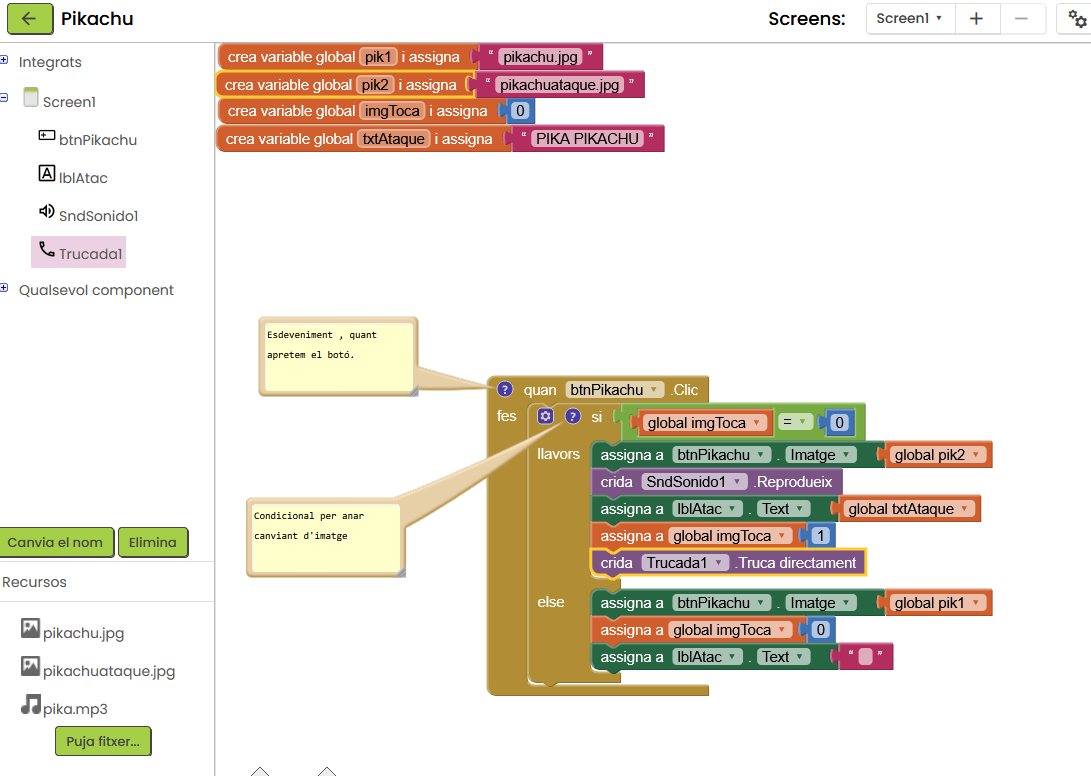 Pikachu
Screens:
Screen1
Integrats
Screen1
btnPikachu
lblAtac
SndSonido1
Trucada1
Qualsevol component
Canvia el nom
Elimina
Recursos
pikachu.jpg
pikachuataque.jpg
pika.mp3
Puja fitxer...
crea variable global pik1 i assigna “ pikachu.jpg ”
crea variable global pik2 i assigna “ pikachuataque.jpg ”
crea variable global imgToca i assigna 0
crea variable global txtAtaque i assigna “ PIKA PIKACHU ”
Esdeveniment , quant
apretem el botó.
Condicional per anar
canviant d'imatge
? quan btnPikachu .Clic
fes ? si global imgToca = 0
llavors assigna a btnPikachu . Imatge global pik2
crida SndSonido1 .Reprodueix
assigna a lblAtac . Text global txtAtaque
assigna a global imgToca 1
crida Trucada1 .Truca directament
else assigna a btnPikachu . Imatge global pik1
assigna a global imgToca 0
assigna a lblAtac . Text “ ”